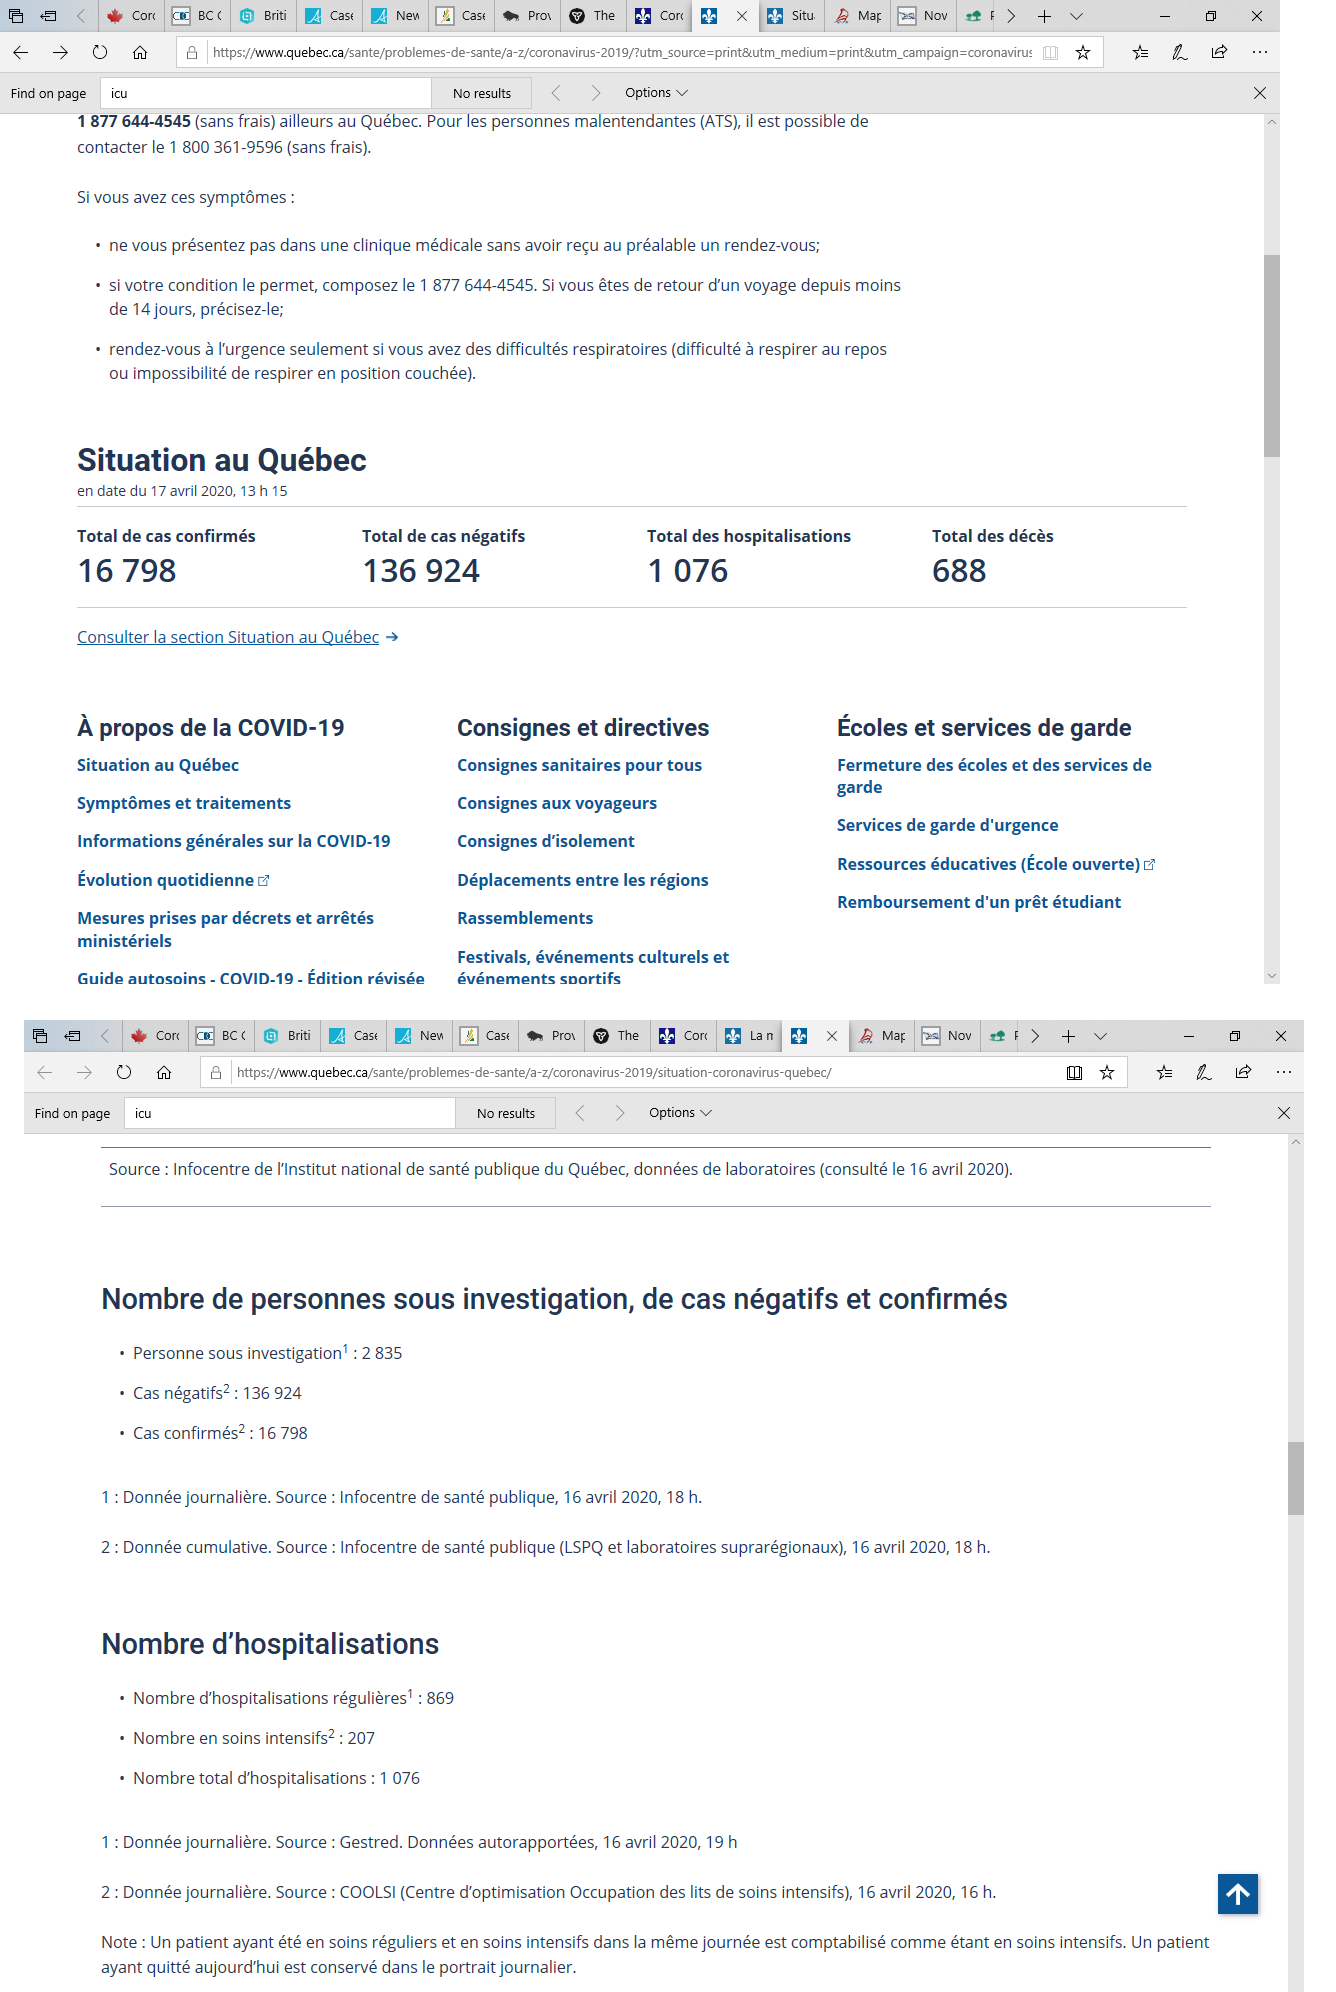 Corc
BC C
Briti
Case
New
Case
Prov
The
Corc
Situ
Map
Nov
https://www.quebec.ca/sante/problemes-de-sante/a-z/coronavirus-2019/?utm_source=print&utm_medium=print&utm_campaign=coronavirus
Find on page
icu
No results
Options
1 877 644-4545 (sans frais) ailleurs au Québec. Pour les personnes malentendantes (ATS), il est possible de
contacter le 1 800 361-9596 (sans frais).
Si vous avez ces symptômes :
• ne vous présentez pas dans une clinique médicale sans avoir reçu au préalable un rendez-vous;
• si votre condition le permet, composez le 1 877 644-4545. Si vous êtes de retour d’un voyage depuis moins
de 14 jours, précisez-le;
• rendez-vous à l’urgence seulement si vous avez des difficultés respiratoires (difficulté à respirer au repos
ou impossibilité de respirer en position couchée).
Situation au Québec
en date du 17 avril 2020, 13 h 15
Total de cas confirmés
16 798
Total de cas négatifs
136 924
Total des hospitalisations
1 076
Total des décès
688
Consulter la section Situation au Québec →
À propos de la COVID-19
Situation au Québec
Symptômes et traitements
Informations générales sur la COVID-19
Évolution quotidienne
Mesures prises par décrets et arrêtés
ministériels
Guide autosoins - COVID-19 - Édition révisée
Consignes et directives
Consignes sanitaires pour tous
Consignes aux voyageurs
Consignes d’isolement
Déplacements entre les régions
Rassemblements
Festivals, événements culturels et
événements sportifs
Écoles et services de garde
Fermeture des écoles et des services de
garde
Services de garde d'urgence
Ressources éducatives (École ouverte)
Remboursement d'un prêt étudiant
Corc
BC C
Briti
Case
New
Case
Prov
The
Corc
La n
Map
Nov
https://www.quebec.ca/sante/problemes-de-sante/a-z/coronavirus-2019/situation-coronavirus-quebec/
Find on page
icu
No results
Options
Source : Infocentre de l’Institut national de santé publique du Québec, données de laboratoires (consulté le 16 avril 2020).
Nombre de personnes sous investigation, de cas négatifs et confirmés
• Personne sous investigation1 : 2 835
• Cas négatifs2 : 136 924
• Cas confirmés2 : 16 798
1 : Donnée journalière. Source : Infocentre de santé publique, 16 avril 2020, 18 h.
2 : Donnée cumulative. Source : Infocentre de santé publique (LSPQ et laboratoires suprarégionaux), 16 avril 2020, 18 h.
Nombre d’hospitalisations
• Nombre d’hospitalisations régulières1 : 869
• Nombre en soins intensifs2 : 207
• Nombre total d’hospitalisations : 1 076
1 : Donnée journalière. Source : Gestred. Données autorapportées, 16 avril 2020, 19 h
2 : Donnée journalière. Source : COOLSI (Centre d’optimisation Occupation des lits de soins intensifs), 16 avril 2020, 16 h.
Note : Un patient ayant été en soins réguliers et en soins intensifs dans la même journée est comptabilisé comme étant en soins intensifs. Un patient
ayant quitté aujourd’hui est conservé dans le portrait journalier.